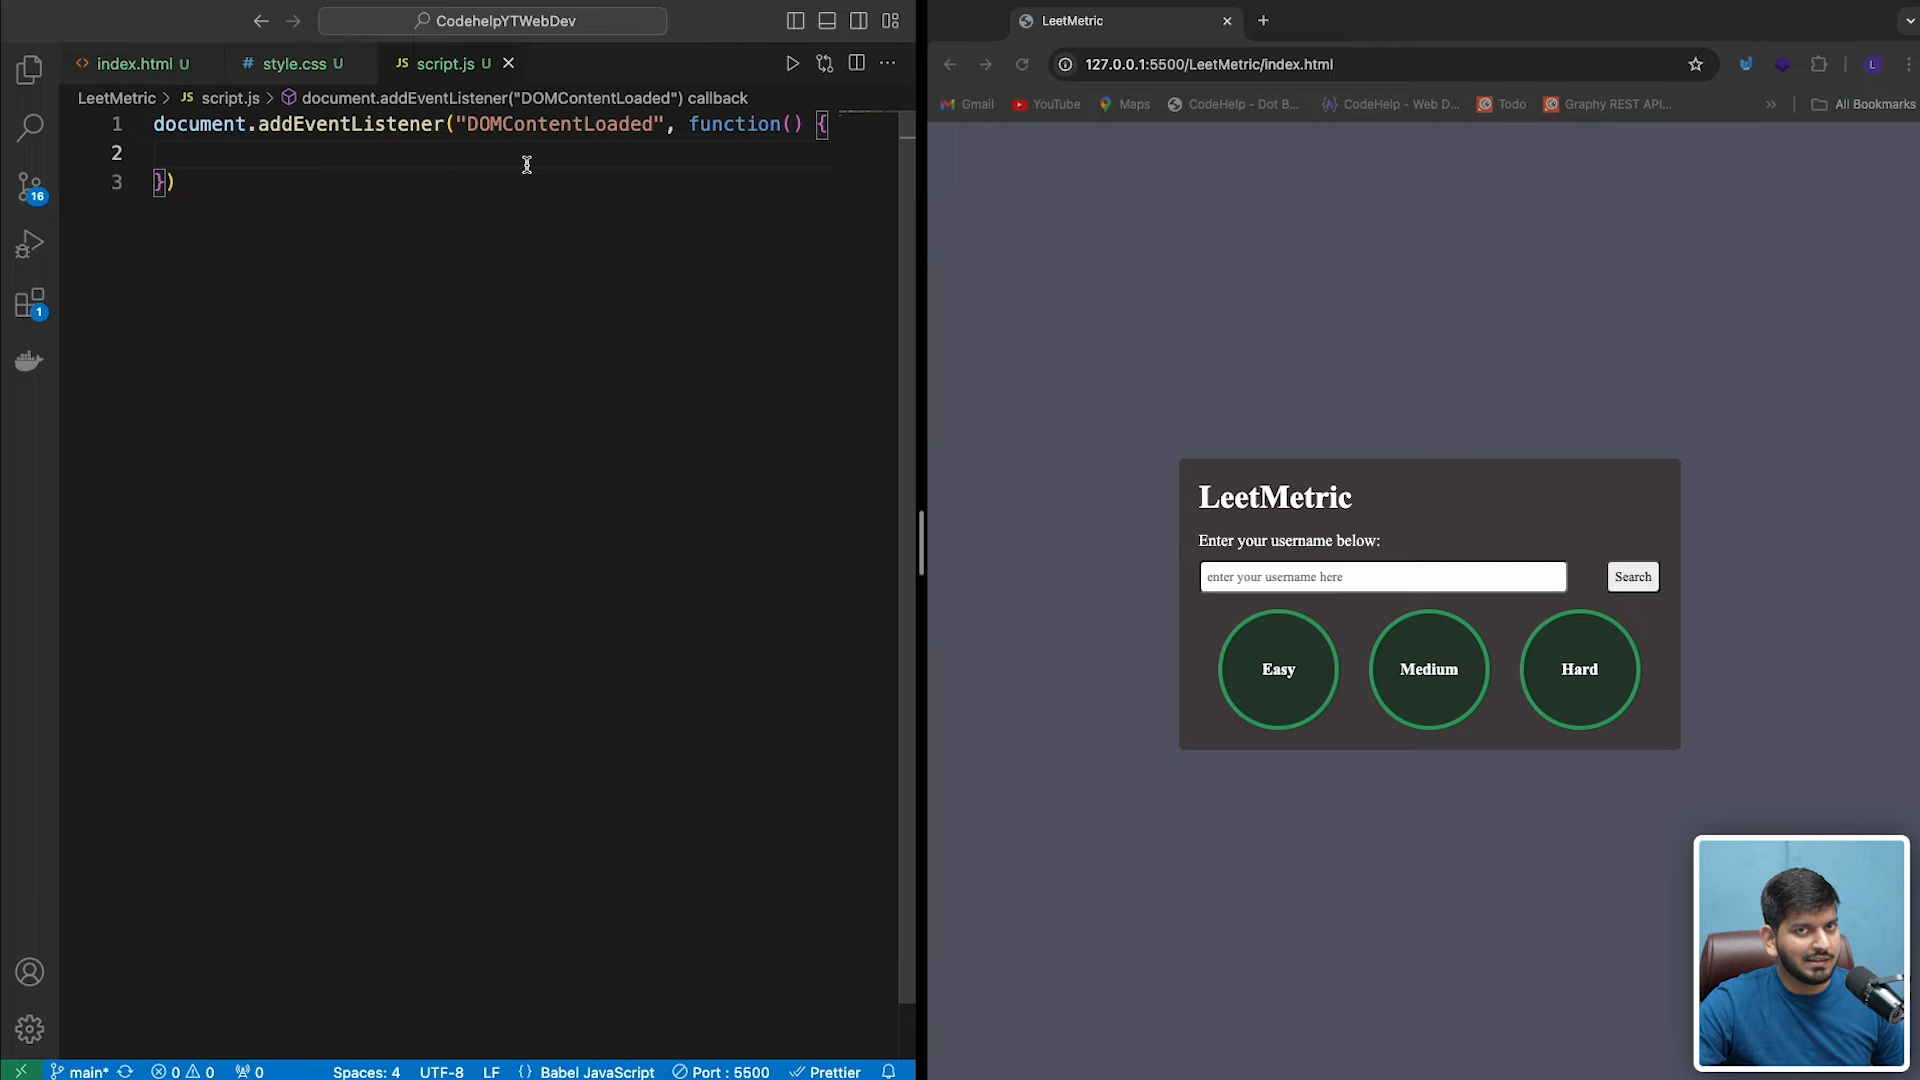 CodehelpYTWebDev
index.html U
style.css U
JS script.js U
LeetMetric > JS script.js > document.addEventListener("DOMContentLoaded") callback
1 document.addEventListener("DOMContentLoaded", function() {
2
3 })
16
1
main* 0 0 0 Spaces: 4 UTF-8 LF {} Babel JavaScript Port : 5500 Prettier
LeetMetric
127.0.0.1:5500/LeetMetric/index.html
L
Gmail YouTube Maps CodeHelp - Dot B... CodeHelp - Web D... Todo Graphy REST API... » All Bookmarks
LeetMetric
Enter your username below:
enter your username here
Search
Easy
Medium
Hard